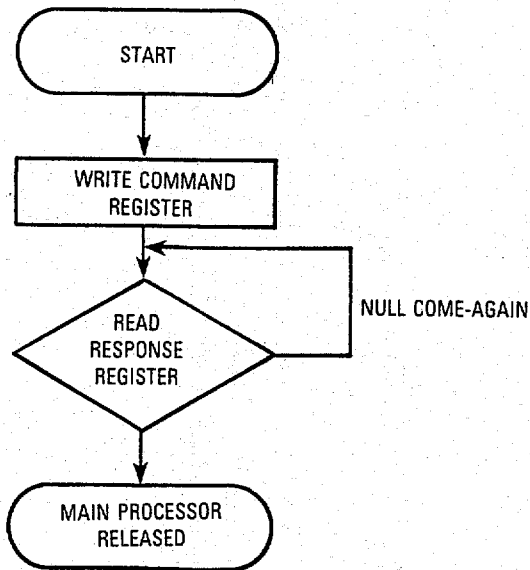 START
WRITE COMMAND
REGISTER
NULL COME-AGAIN
READ
RESPONSE
REGISTER
MAIN PROCESSOR
RELEASED